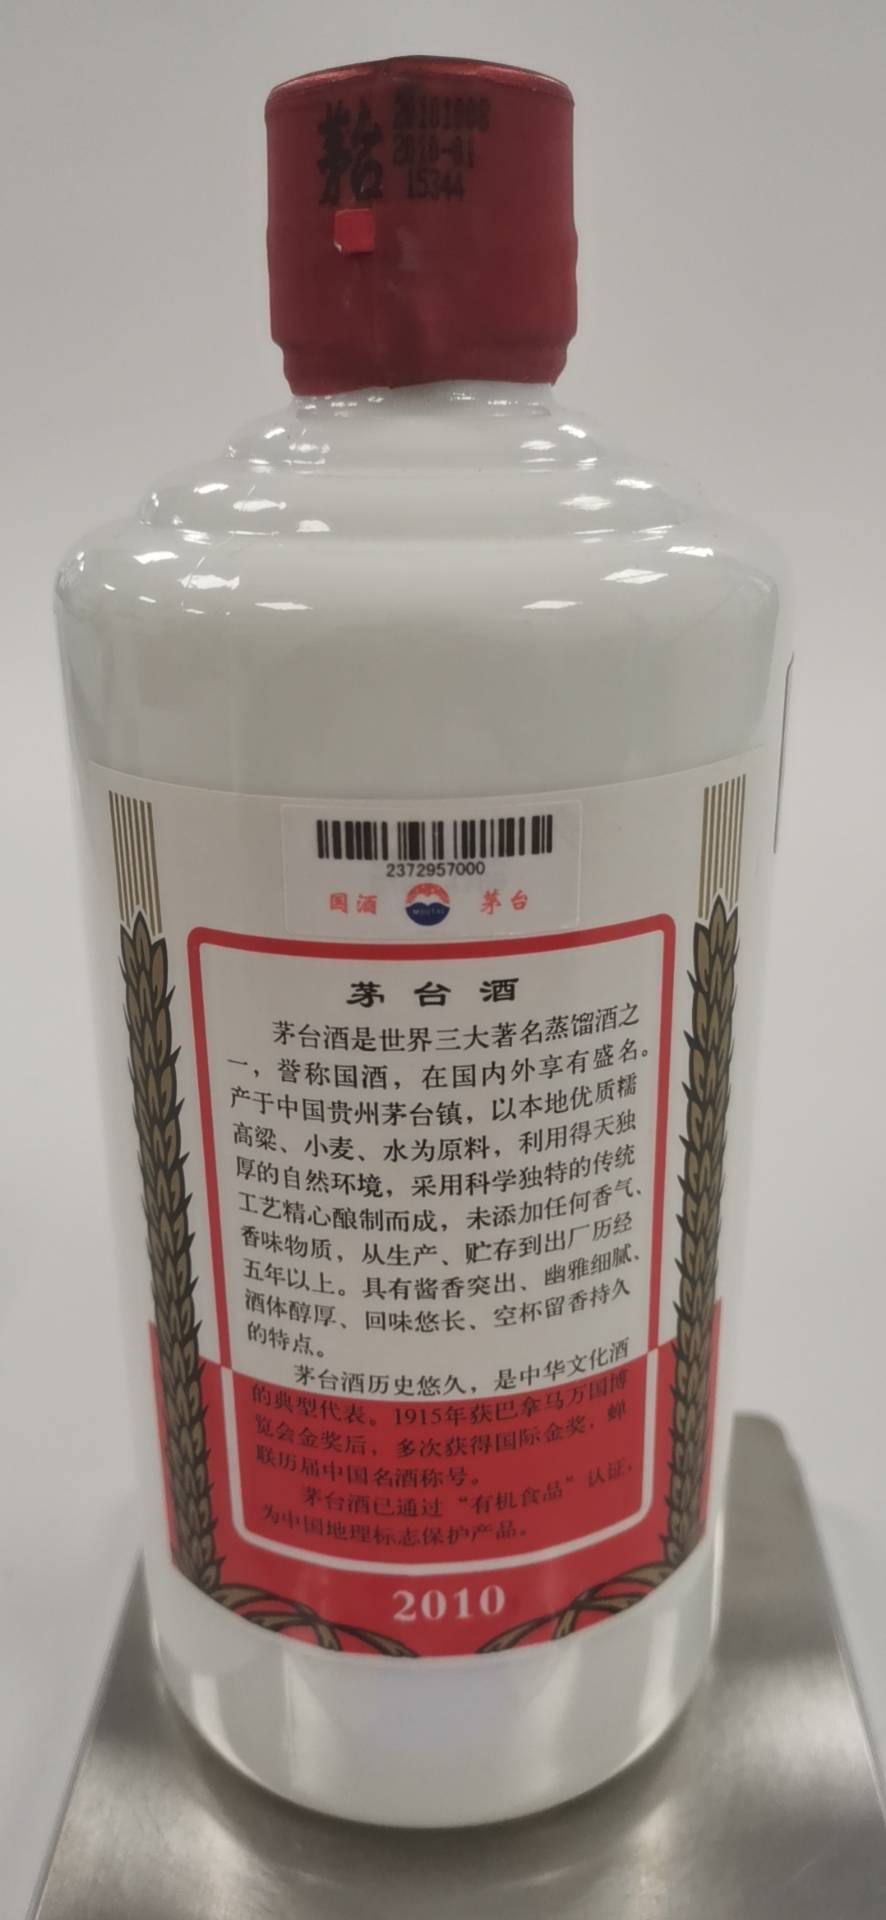 茅台
20101008
2010-01
15344
2372957000
国酒
MOUTAI
茅台
茅台酒
茅台酒是世界三大著名蒸馏酒之
一，誉称国酒，在国内外享有盛名。
产于中国贵州茅台镇，以本地优质糯
高粱、小麦、水为原料，利用得天独
厚的自然环境，采用科学独特的传统
工艺精心酿制而成，未添加任何香气、
香味物质，从生产、贮存到出厂历经
五年以上。具有酱香突出、幽雅细腻、
酒体醇厚、回味悠长、空杯留香持久
的特点。
茅台酒历史悠久，是中华文化酒
的典型代表。1915年获巴拿马万国博
览会金奖后，多次获得国际金奖，蝉
联历届中国名酒称号。
茅台酒已通过“有机食品”认证，
为中国地理标志保护产品。
2010